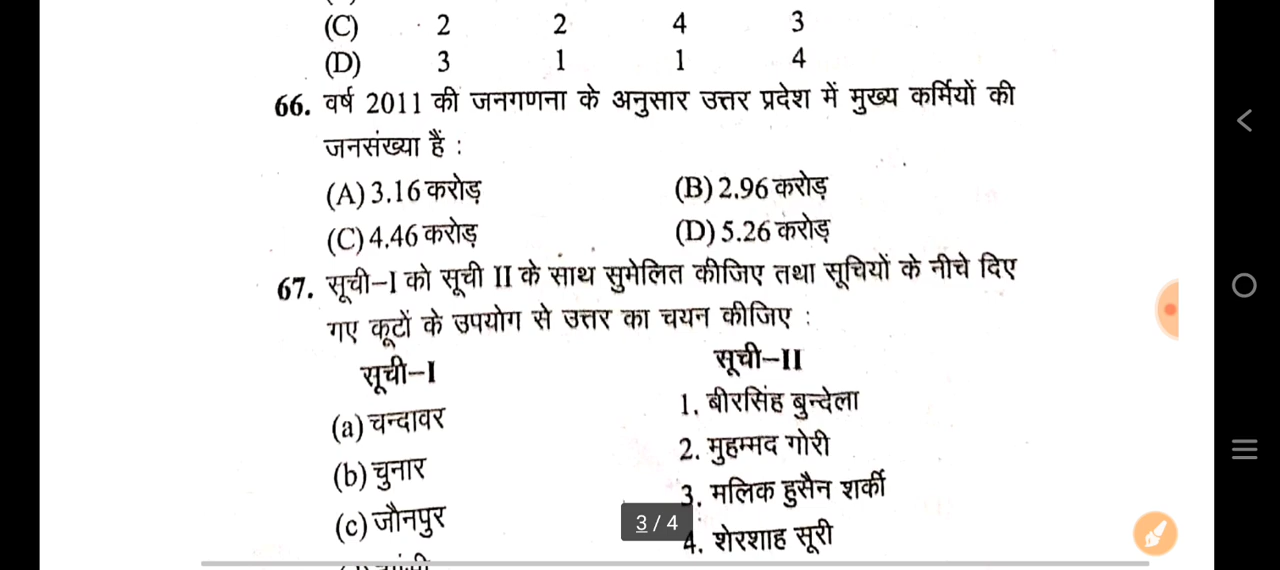 (C) 2 2 4 3
(D) 3 1 1 4
66. वर्ष 2011 की जनगणना के अनुसार उत्तर प्रदेश में मुख्य कर्मियों की
जनसंख्या हैं :
(A) 3.16 करोड़ (B) 2.96 करोड़
(C) 4.46 करोड़ (D) 5.26 करोड़
67. सूची-I को सूची II के साथ सुमेलित कीजिए तथा सूचियों के नीचे दिए
गए कूटों के उपयोग से उत्तर का चयन कीजिए :
सूची-I सूची-II
(a) चन्दावर 1. बीरसिंह बुन्देला
(b) चुनार 2. मुहम्मद गोरी
(c) जौनपुर 3. मलिक हुसैन शर्की
4. शेरशाह सूरी
3 / 4